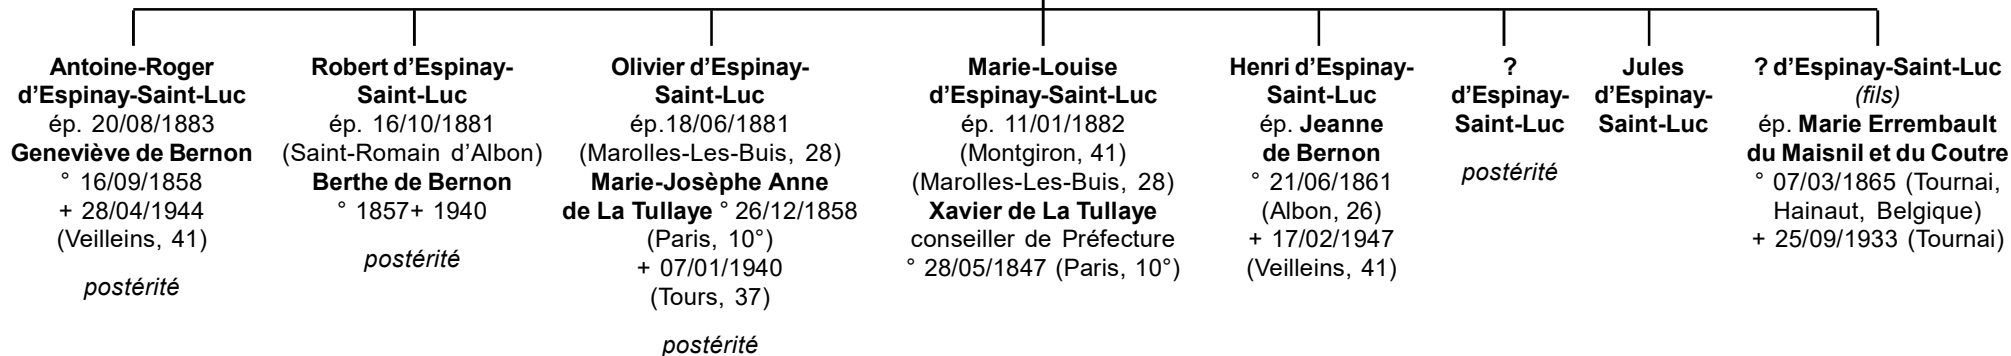 Antoine-Roger
d'Espinay-Saint-Luc
ép. 20/08/1883
Geneviève de Bernon
° 16/09/1858
+ 28/04/1944
(Veilleins, 41)
postérité
Robert d'Espinay-
Saint-Luc
ép. 16/10/1881
(Saint-Romain d'Albon)
Berthe de Bernon
° 1857+ 1940
postérité
Olivier d'Espinay-
Saint-Luc
ép.18/06/1881
(Marolles-Les-Buis, 28)
Marie-Josèphe Anne
de La Tullaye ° 26/12/1858
(Paris, 10°)
+ 07/01/1940
(Tours, 37)
postérité
Marie-Louise
d'Espinay-Saint-Luc
ép. 11/01/1882
(Montgiron, 41)
(Marolles-Les-Buis, 28)
Xavier de La Tullaye
conseiller de Préfecture
° 28/05/1847 (Paris, 10°)
Henri d'Espinay-
Saint-Luc
ép. Jeanne
de Bernon
° 21/06/1861
(Albon, 26)
+ 17/02/1947
(Veilleins, 41)
?
d'Espinay-
Saint-Luc
postérité
Jules
d'Espinay-
Saint-Luc
? d'Espinay-Saint-Luc
(fils)
ép. Marie Errembault
du Maisnil et du Coutre
° 07/03/1865 (Tournai,
Hainaut, Belgique)
+ 25/09/1933 (Tournai)